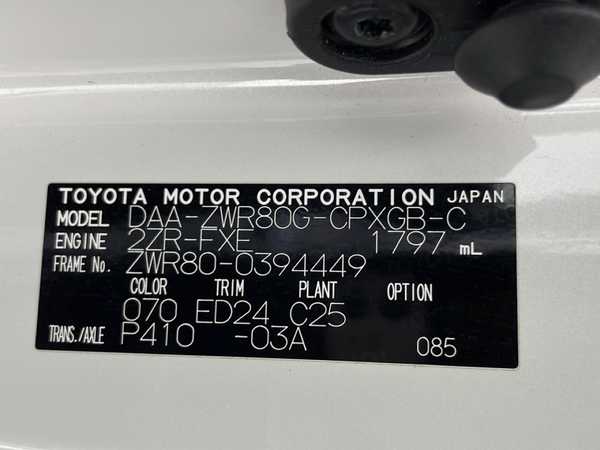 TOYOTA MOTOR CORPORATION JAPAN
MODEL DAA-ZWR80G-CPXGB-C
ENGINE 2ZR-FXE 1797 mL
FRAME No. ZWR80-0394449
COLOR TRIM PLANT OPTION
070 ED24 C25
TRANS./AXLE P410 -03A 085